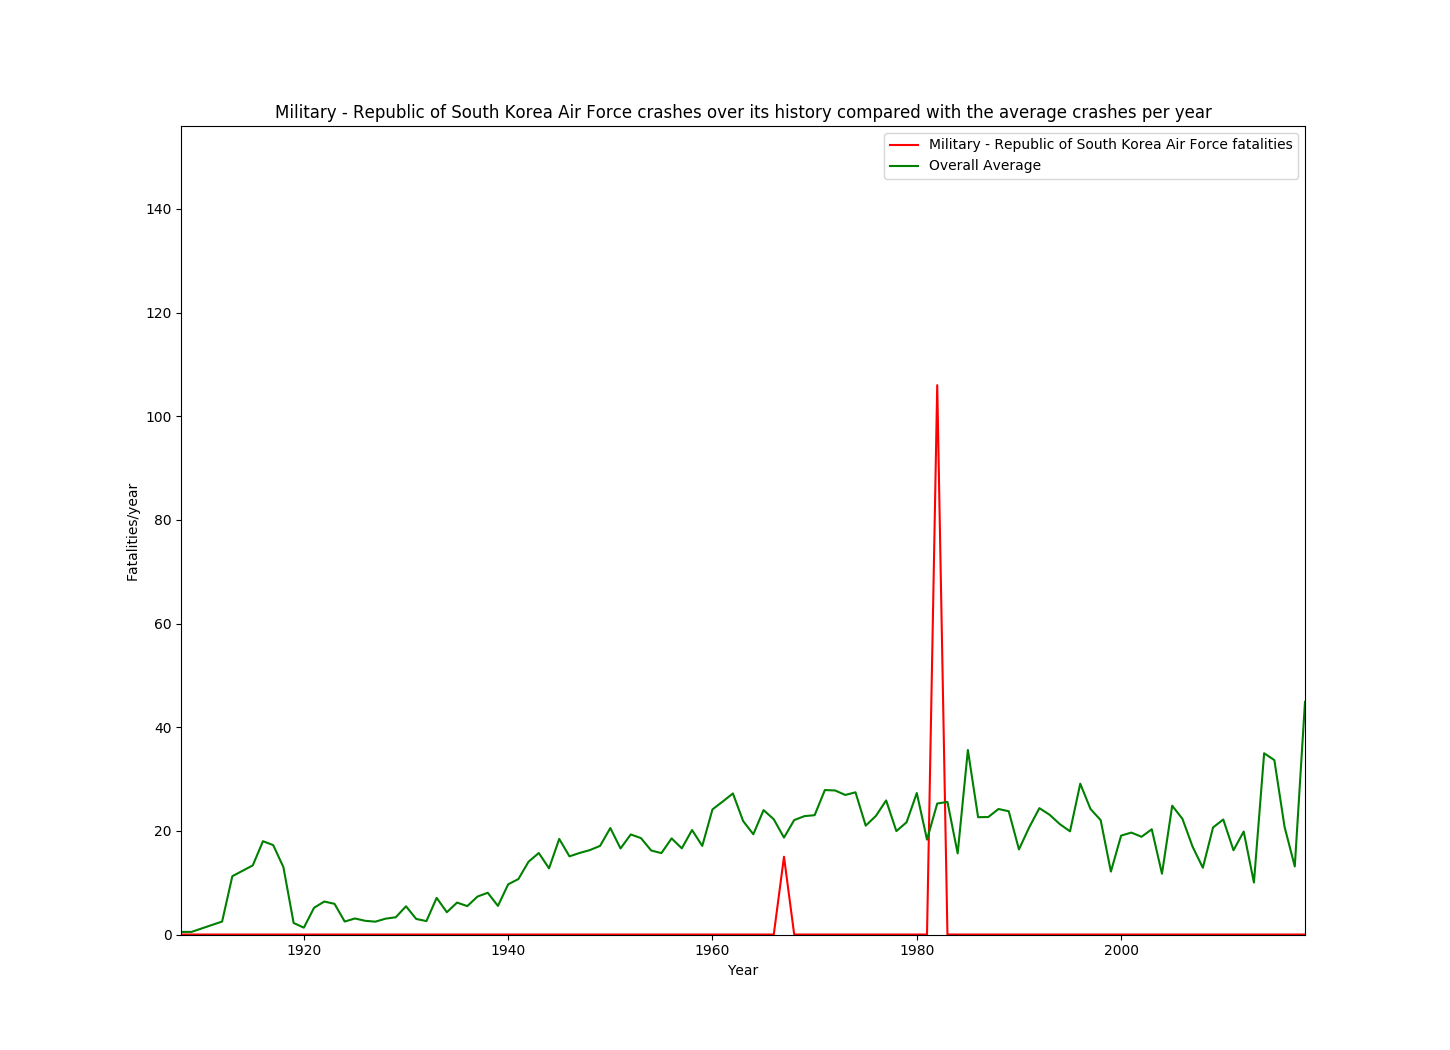 Military - Republic of South Korea Air Force crashes over its history compared with the average crashes per year
Military - Republic of South Korea Air Force fatalities
Overall Average
140
120
100
80
60
40
20
0
Fatalities/year
1920
1940
1960
1980
2000
Year